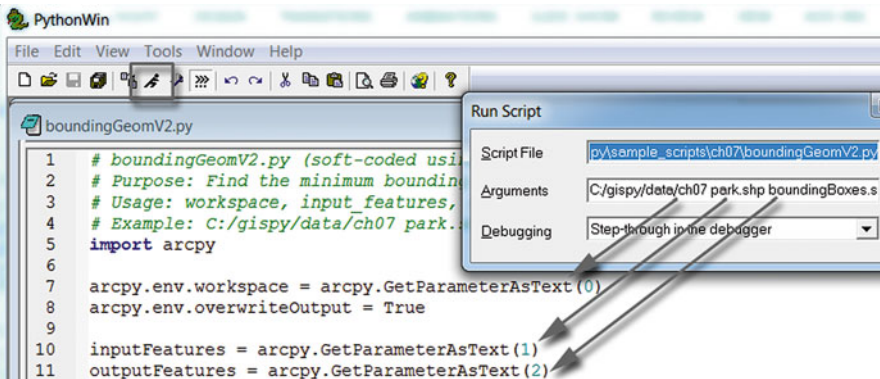 PythonWin
File Edit View Tools Window Help
boundingGeomV2.py
1 # boundingGeomV2.py (soft-coded usi
2 # Purpose: Find the minimum bounding
3 # Usage: workspace, input_features,
4 # Example: C:/gispy/data/ch07 park.s
5 import arcpy
6
7 arcpy.env.workspace = arcpy.GetParameterAsText(0)
8 arcpy.env.overwriteOutput = True
9
10 inputFeatures = arcpy.GetParameterAsText(1)
11 outputFeatures = arcpy.GetParameterAsText(2)
Run Script
Script File py\sample_scripts\ch07\boundingGeomV2.py
Arguments C:/gispy/data/ch07 park.shp boundingBoxes.s
Debugging Step-through in the debugger